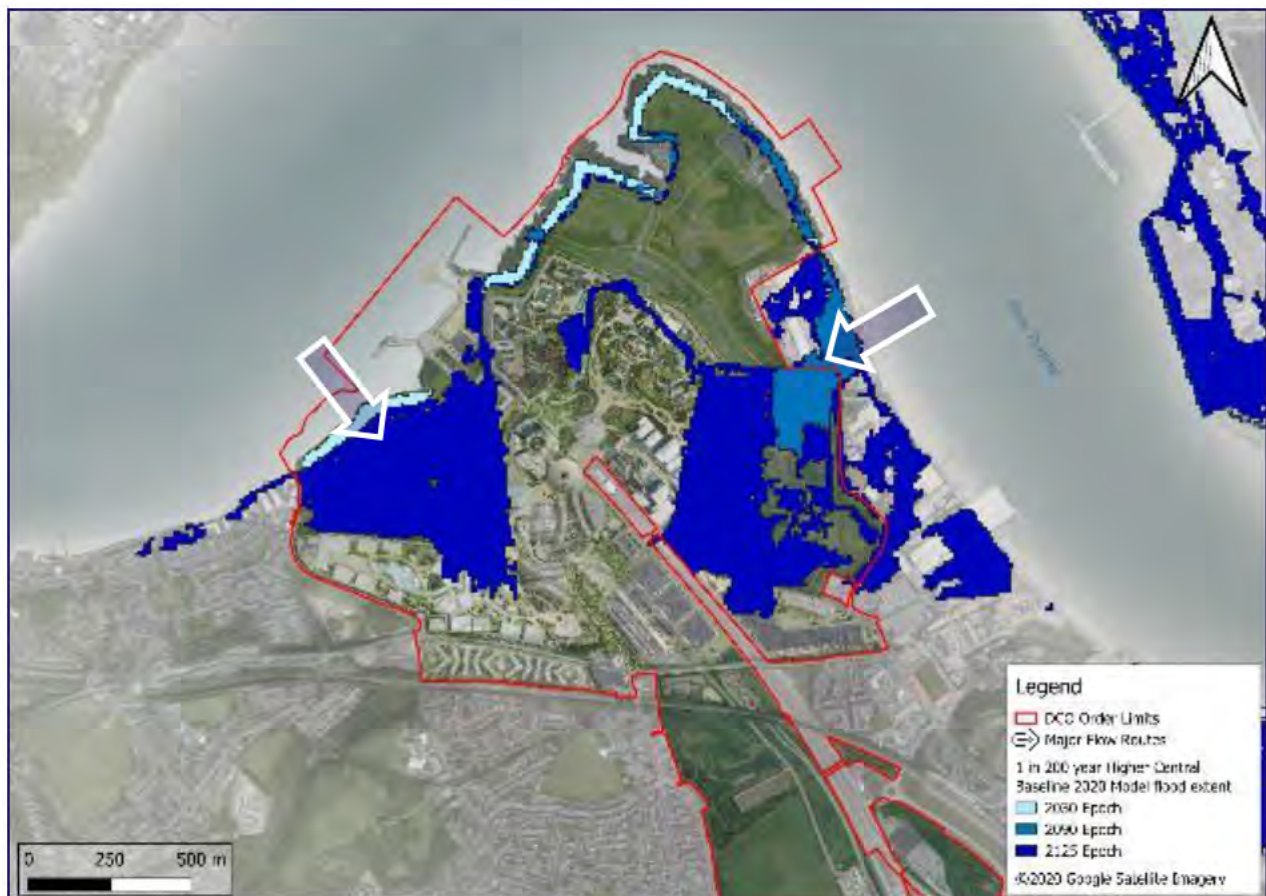 Legend
DCO Order Limits
Major Flow Routes
1 in 200 year Higher Central
Baseline 2020 Model flood extent
2030 Epoch
2090 Epoch
2125 Epoch
©2020 Google Satellite Imagery
0 250 500 m